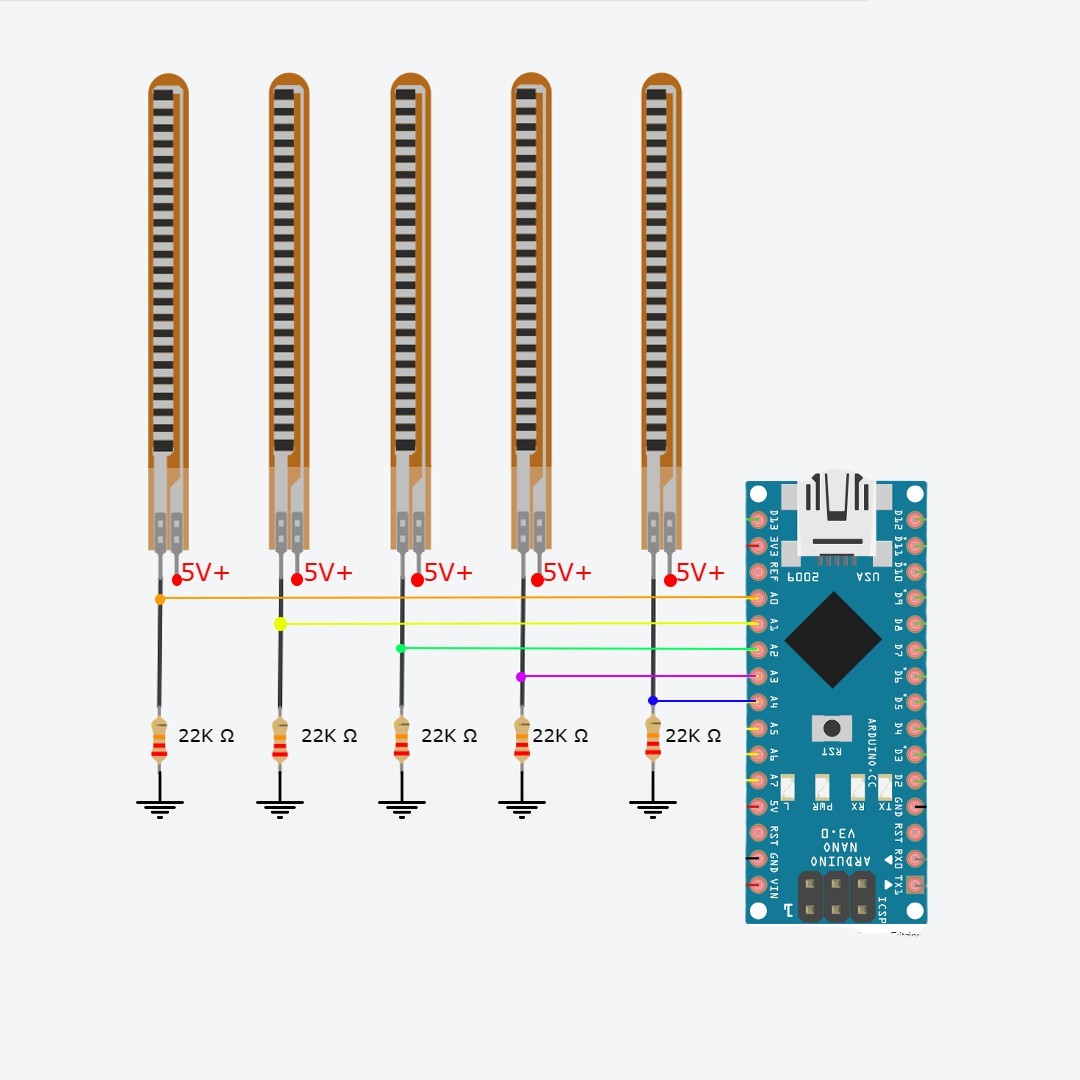 5V+
5V+
5V+
5V+
5V+
22K Ω
22K Ω
22K Ω
22K Ω
22K Ω
D13
3V3
REF
A0
A1
A2
A3
A4
A5
A6
A7
5V
RST
GND
VIN
D12
D11
D10
D9
D8
D7
D6
D5
D4
D3
D2
GND
RST
RX0
TX1
2009
USA
RST
ARDUINO.CC
L
PWR
RX
TX
ARDUINO
NANO
V3.0
1
ICSP